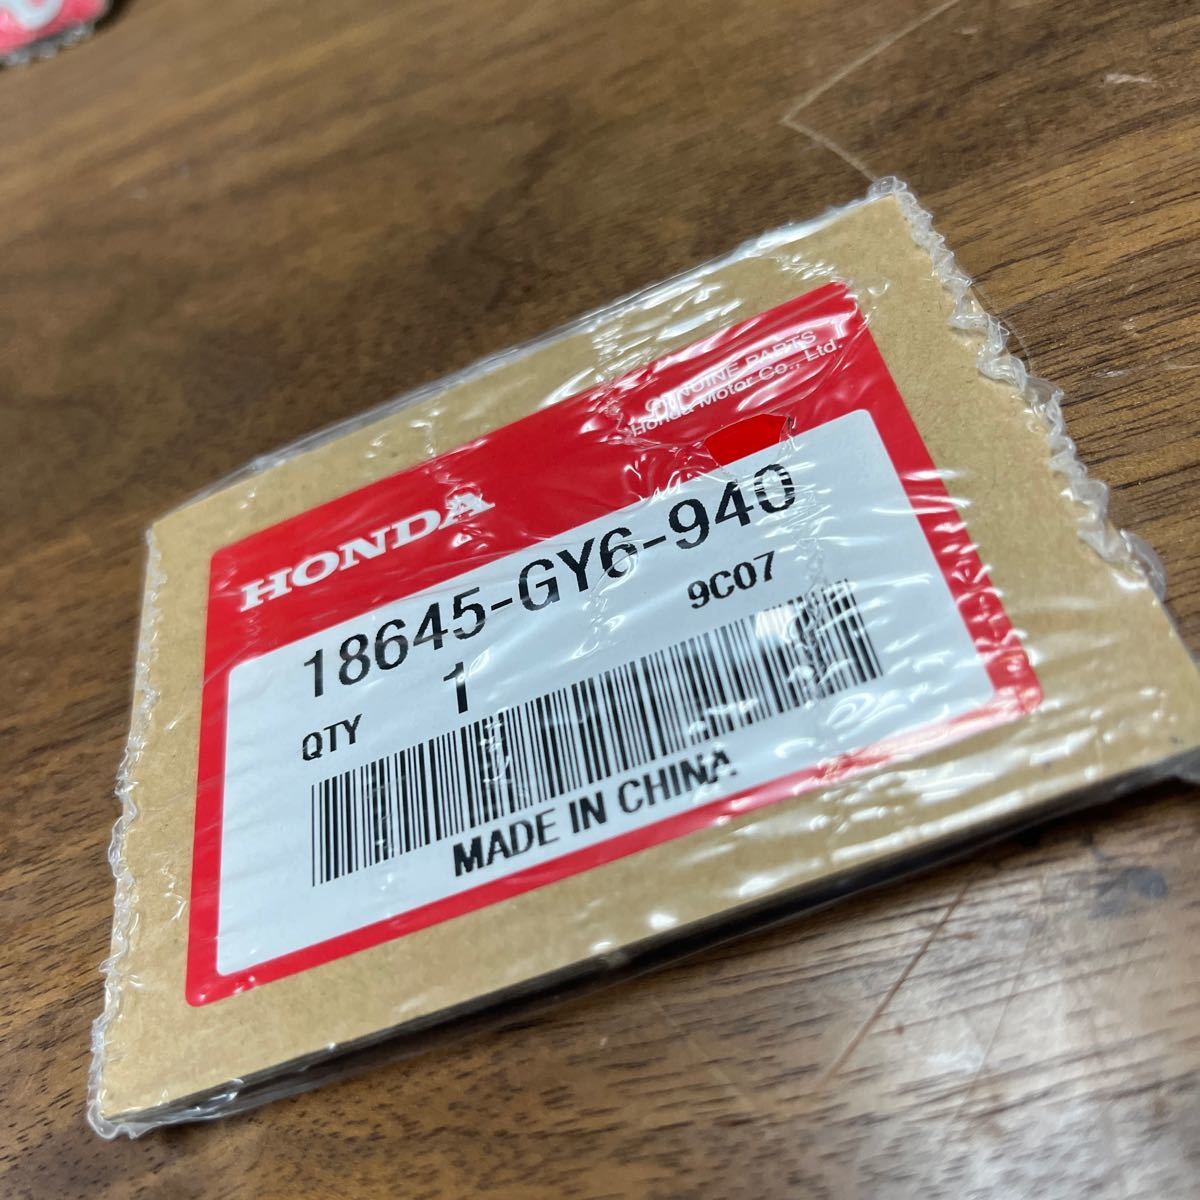 GENUINE PARTS
Honda Motor Co., Ltd.
HONDA
18645-GY6-940
9C07
QTY 1
MADE IN CHINA